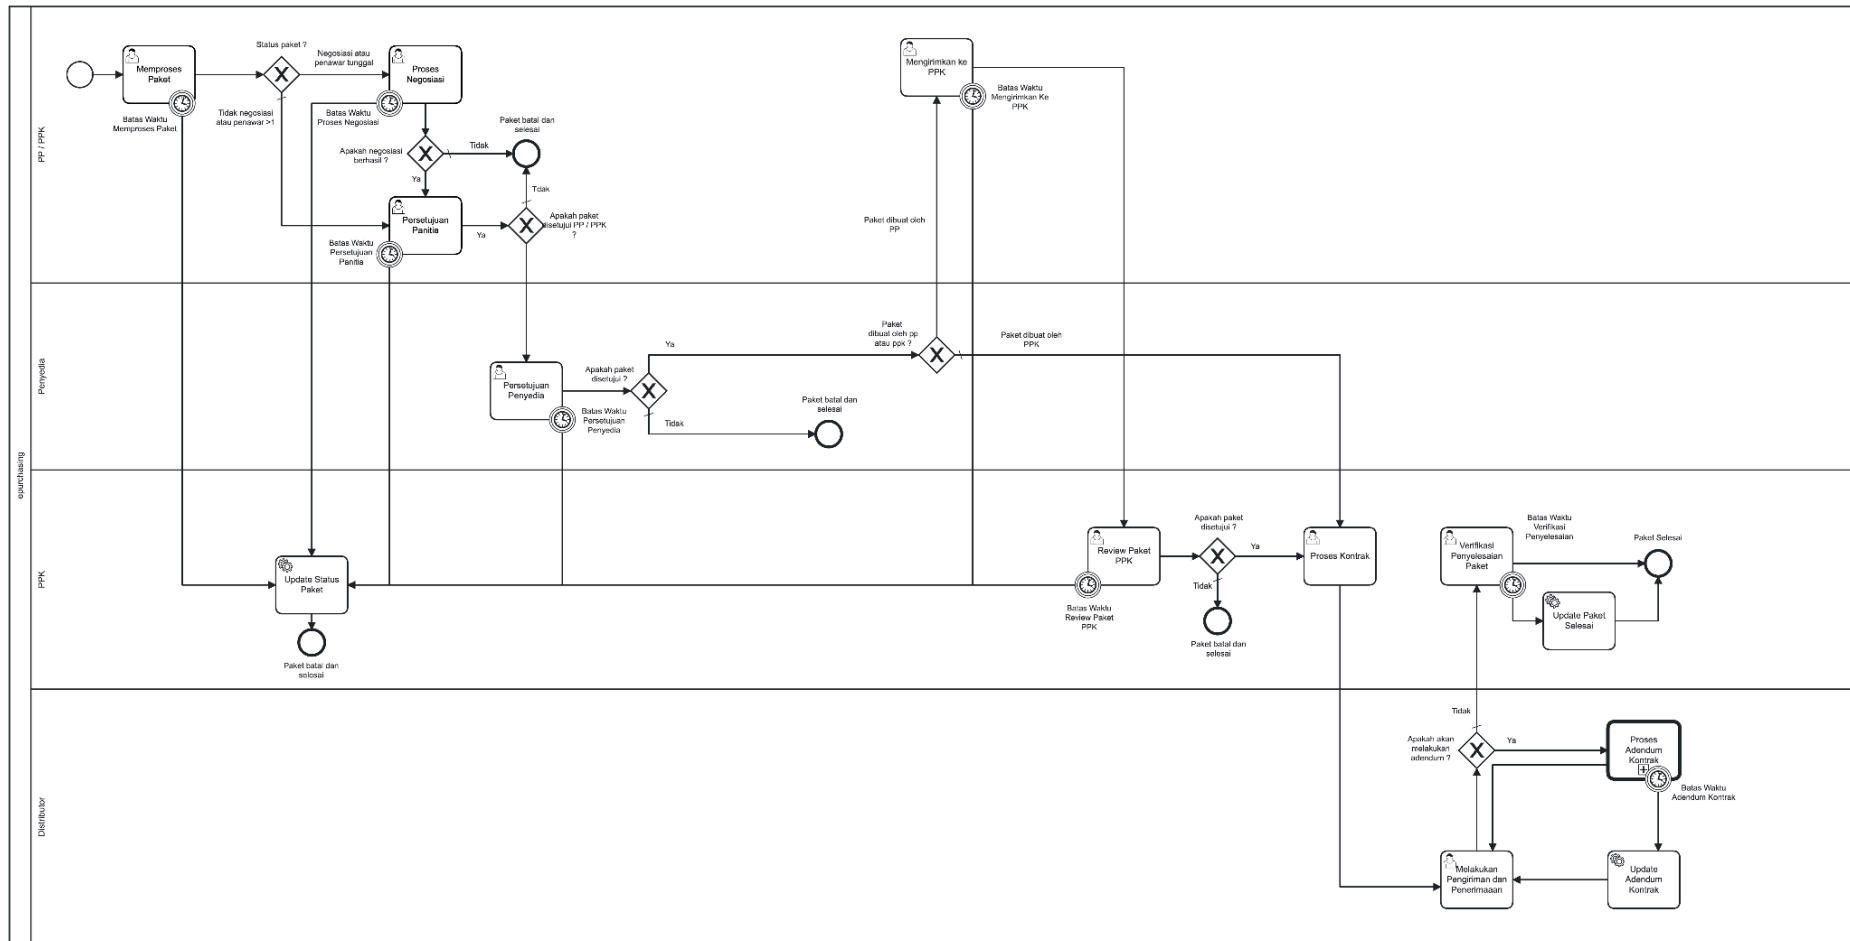 epurchasing
PP / PPK
Memproses
Paket
Batas Waktu
Memproses Paket
Status paket ?
Negosiasi atau
penawar tunggal
Tidak negosiasi
atau penawar >1
Proses
Negosiasi
Batas Waktu
Proses Negosiasi
Apakah negosiasi
berhasil ?
Tidak
Paket batal dan
selesai
Ya
Persetujuan
Panitia
Batas Waktu
Persetujuan
Panitia
Ya
Tdak
Apakah paket
disetujui PP / PPK
?
Mengirimkan ke
PPK
Batas Waktu
Mengirimkan Ke
PPK
Paket dibuat oleh
PP
Penyedia
Persetujuan
Penyedia
Batas Waktu
Persetujuan
Penyedia
Apakah paket
disetujui ?
Ya
Tidak
Paket batal dan
selesai
Paket
dibuat oleh pp
atau ppk ?
Paket dibuat oleh
PPK
PPK
Update Status
Paket
Paket batal dan
selesai
Review Paket
PPK
Batas Waktu
Review Paket
PPK
Apakah paket
disetujui ?
Ya
Tidak
Paket batal dan
selesai
Proses Kontrak
Verifikasi
Penyelesaian
Paket
Batas Waktu
Verifikasi
Penyelesaian
Paket Selesai
Update Paket
Selesai
Distributor
Tidak
Apakah akan
melakukan
adendum ?
Ya
Proses
Adendum
Kontrak
Batas Waktu
Adendum Kontrak
Melakukan
Pengiriman dan
Penerimaaan
Update
Adendum
Kontrak